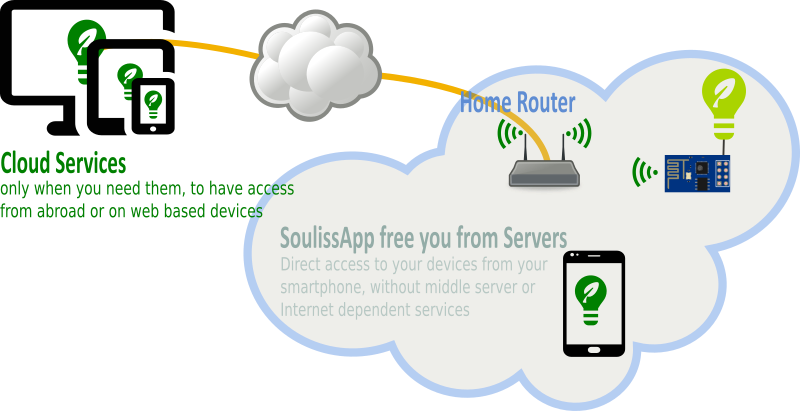 Home Router
Cloud Services
only when you need them, to have access
from abroad or on web based devices
SoulissApp free you from Servers
Direct access to your devices from your
smartphone, without middle server or
Internet dependent services